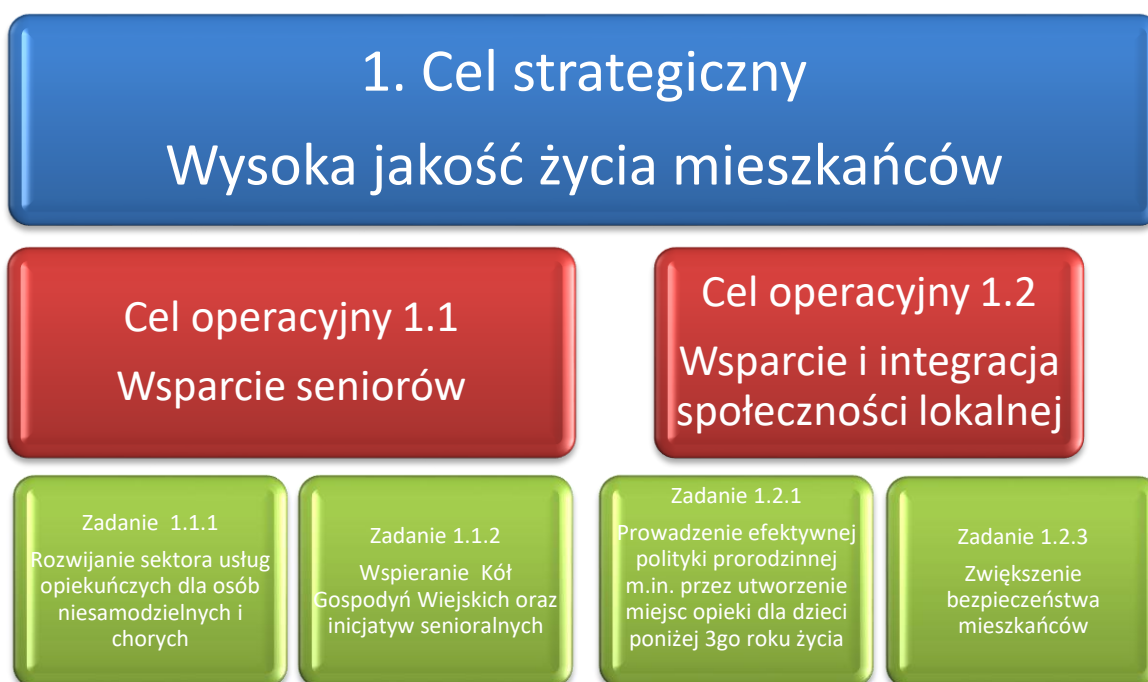 1. Cel strategiczny
Wysoka jakość życia mieszkańców
Cel operacyjny 1.1
Wsparcie seniorów
Cel operacyjny 1.2
Wsparcie i integracja
społeczności lokalnej
Zadanie 1.1.1
Rozwijanie sektora usług
opiekuńczych dla osób
niesamodzielnych i
chorych
Zadanie 1.1.2
Wspieranie Kół
Gospodyń Wiejskich oraz
inicjatyw senioralnych
Zadanie 1.2.1
Prowadzenie efektywnej
polityki prorodzinnej
m.in. przez utworzenie
miejsc opieki dla dzieci
poniżej 3go roku życia
Zadanie 1.2.3
Zwiększenie
bezpieczeństwa
mieszkańców